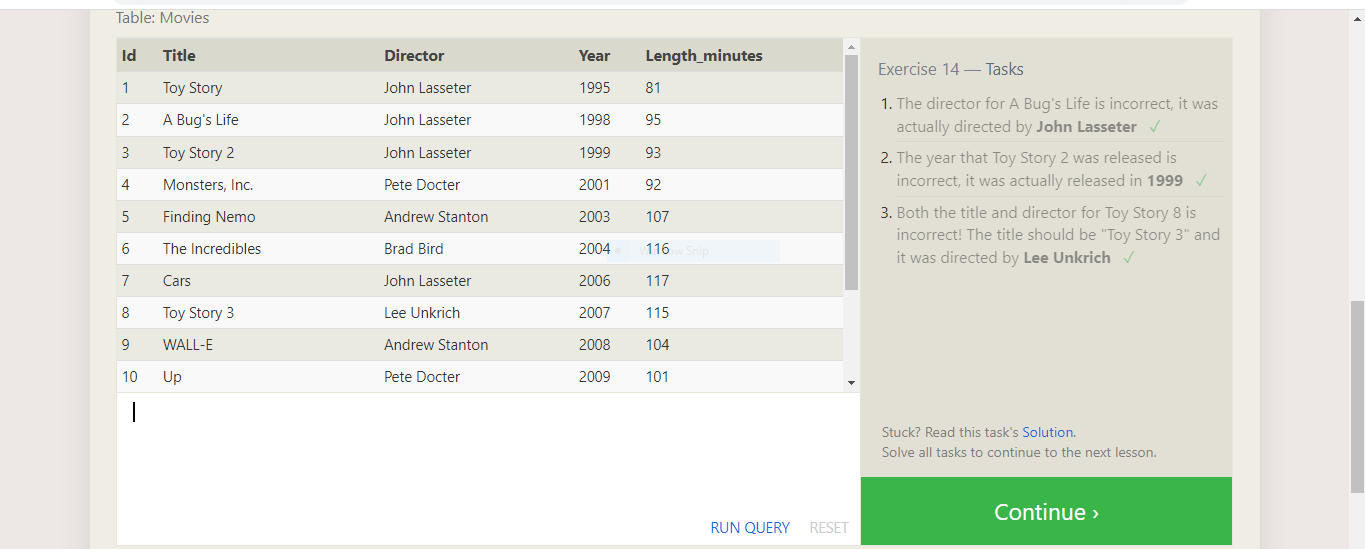 Table: Movies
Id Title Director Year Length_minutes
1 Toy Story John Lasseter 1995 81
2 A Bug's Life John Lasseter 1998 95
3 Toy Story 2 John Lasseter 1999 93
4 Monsters, Inc. Pete Docter 2001 92
5 Finding Nemo Andrew Stanton 2003 107
6 The Incredibles Brad Bird 2004 116
7 Cars John Lasseter 2006 117
8 Toy Story 3 Lee Unkrich 2007 115
9 WALL-E Andrew Stanton 2008 104
10 Up Pete Docter 2009 101
RUN QUERY RESET
Exercise 14 — Tasks
1. The director for A Bug's Life is incorrect, it was
actually directed by John Lasseter ✓
2. The year that Toy Story 2 was released is
incorrect, it was actually released in 1999 ✓
3. Both the title and director for Toy Story 8 is
incorrect! The title should be "Toy Story 3" and
it was directed by Lee Unkrich ✓
Stuck? Read this task's Solution.
Solve all tasks to continue to the next lesson.
Continue ›